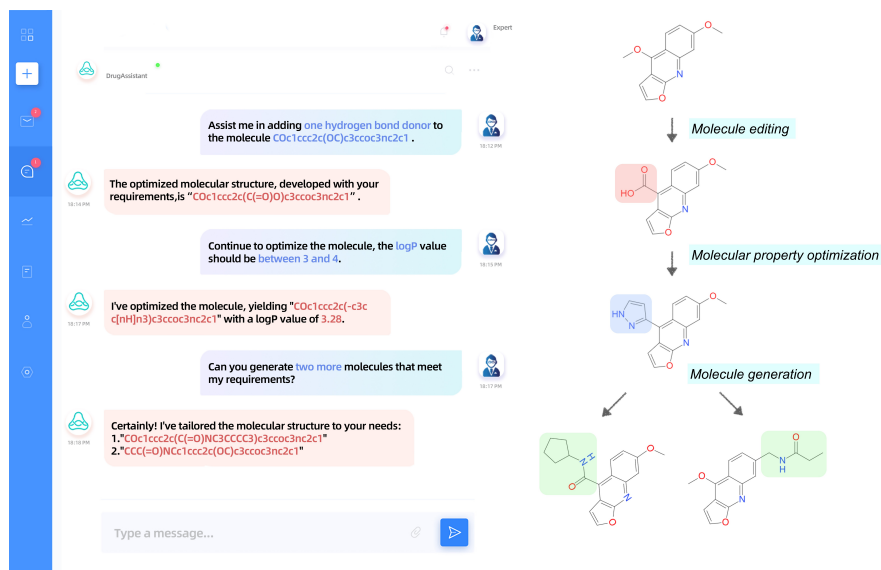 Expert
DrugAssistant
Assist me in adding one hydrogen bond donor to
the molecule COc1ccc2c(OC)c3ccoc3nc2c1 .
18:12 PM
The optimized molecular structure, developed with your
requirements,is “COc1ccc2c(C(=O)O)c3ccoc3nc2c1” .
18:14 PM
Continue to optimize the molecule, the logP value
should be between 3 and 4.
18:15 PM
I've optimized the molecule, yielding "COc1ccc2c(-c3c
c[nH]n3)c3ccoc3nc2c1" with a logP value of 3.28.
18:17 PM
Can you generate two more molecules that meet
my requirements?
18:17 PM
Certainly! I've tailored the molecular structure to your needs:
1."COc1ccc2c(C(=O)NC3CCCC3)c3ccoc3nc2c1"
2."CCC(=O)NCc1ccc2c(OC)c3ccoc3nc2c1"
18:18 PM
Type a message...
O
O
N
O
Molecule editing
O
HO
O
N
O
Molecular property optimization
HN
N
O
N
O
Molecule generation
H
N
O
O
N
O
O
N
H
O
N
O